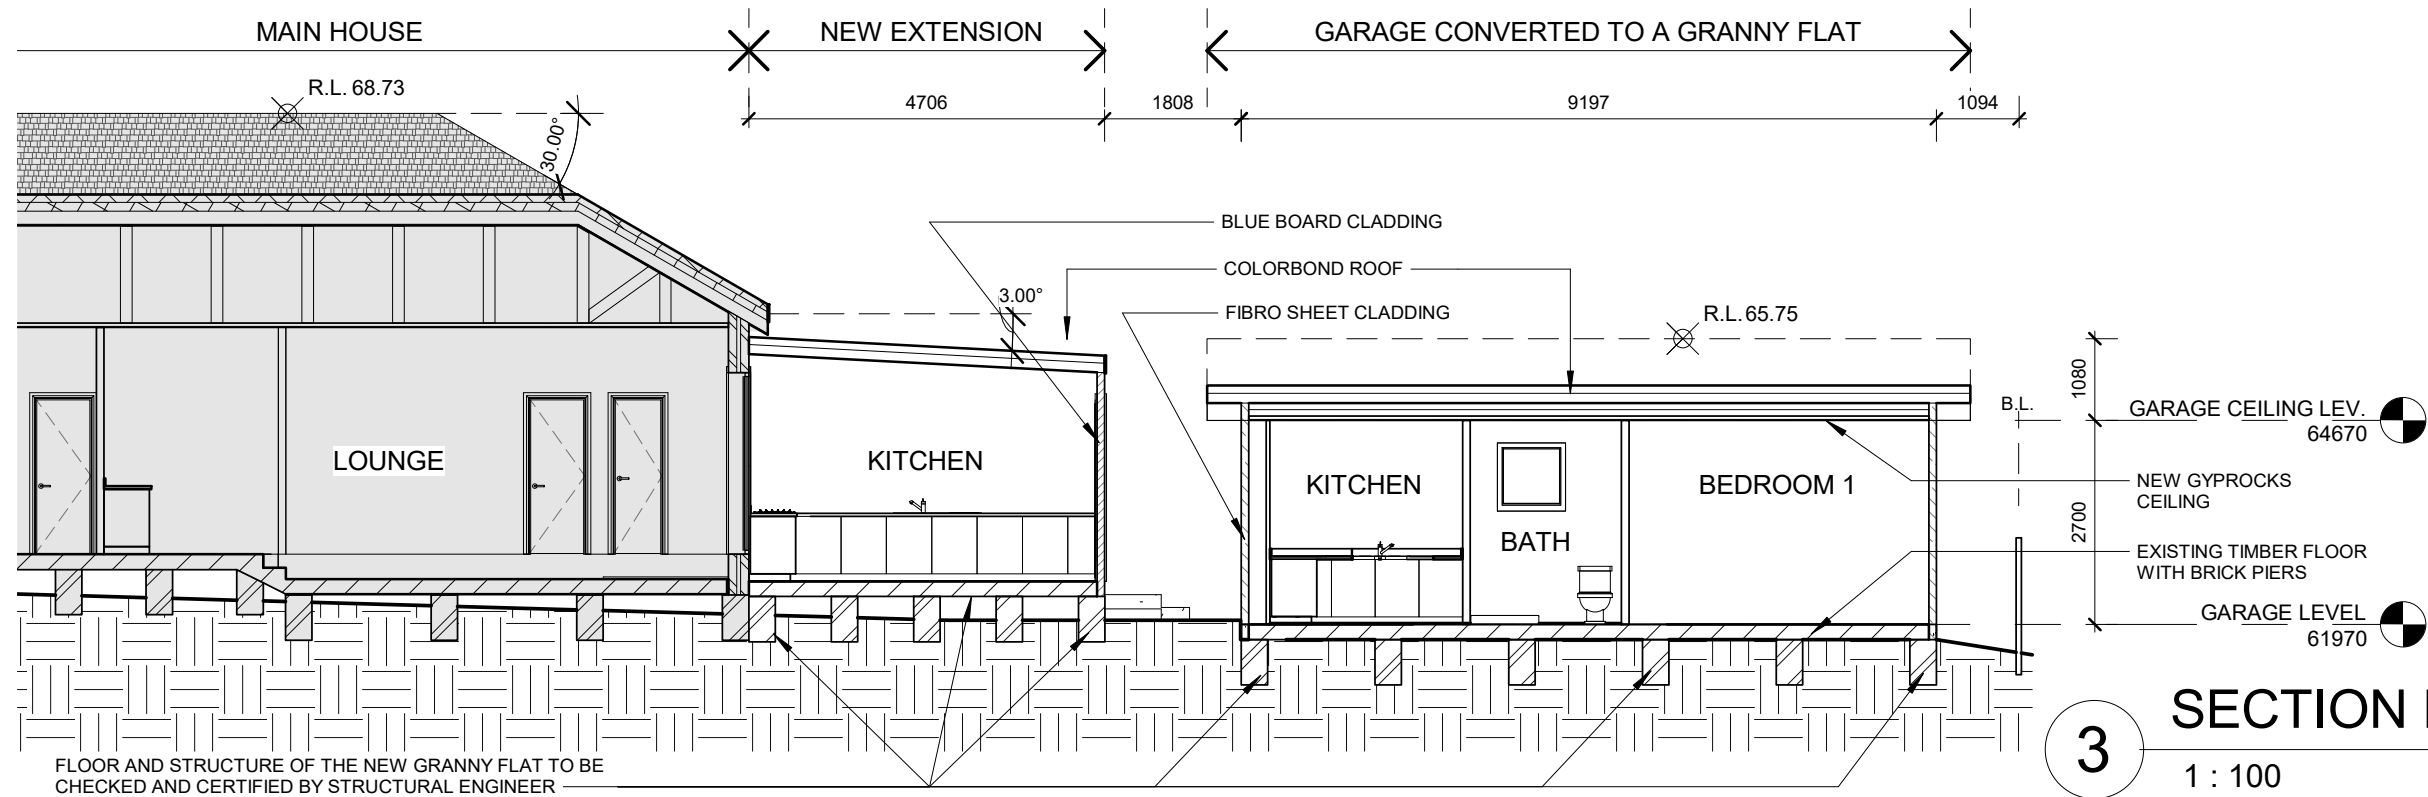 MAIN HOUSE
NEW EXTENSION
GARAGE CONVERTED TO A GRANNY FLAT
R.L. 68.73
4706
1808
9197
1094
30.00°
BLUE BOARD CLADDING
COLORBOND ROOF
3.00°
FIBRO SHEET CLADDING
R.L. 65.75
1080
B.L.
GARAGE CEILING LEV.
64670
LOUNGE
KITCHEN
KITCHEN
BATH
BEDROOM 1
NEW GYPROCKS
CEILING
2700
EXISTING TIMBER FLOOR
WITH BRICK PIERS
GARAGE LEVEL
61970
FLOOR AND STRUCTURE OF THE NEW GRANNY FLAT TO BE
CHECKED AND CERTIFIED BY STRUCTURAL ENGINEER
3
SECTION
1 : 100